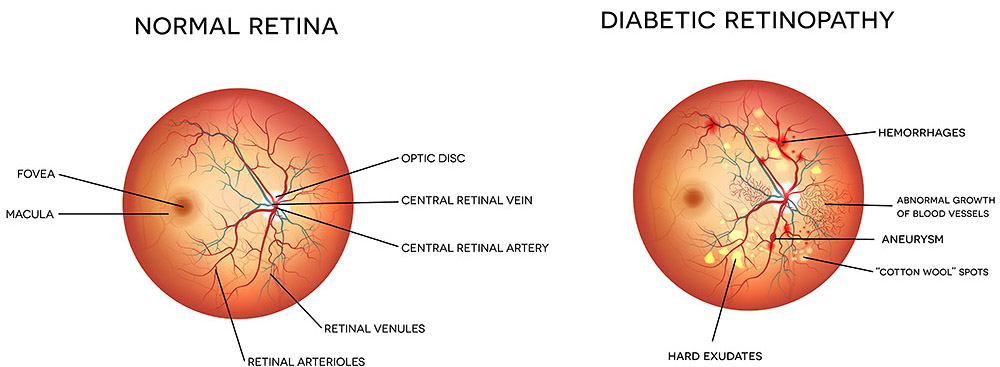 NORMAL RETINA
FOVEA
MACULA
OPTIC DISC
CENTRAL RETINAL VEIN
CENTRAL RETINAL ARTERY
RETINAL VENULES
RETINAL ARTERIOLES
DIABETIC RETINOPATHY
HEMORRHAGES
ABNORMAL GROWTH
OF BLOOD VESSELS
ANEURYSM
"COTTON WOOL" SPOTS
HARD EXUDATES